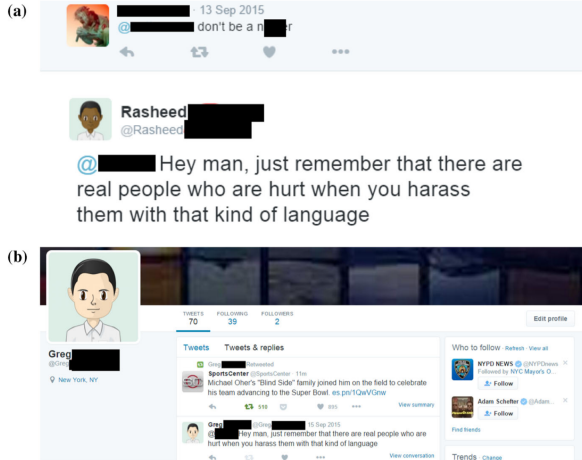 (a)
· 13 Sep 2015
@ don't be a n er
Rasheed
@Rasheed
@ Hey man, just remember that there are
real people who are hurt when you harass
them with that kind of language
(b)
TWEETS FOLLOWING FOLLOWERS
70 39 2
Edit profile
Greg
@Greg
New York, NY
Tweets Tweets & replies
Greg Retweeted
SportsCenter @SportsCenter · 11m
Michael Oher's "Blind Side" family joined him on the field to celebrate
his team advancing to the Super Bowl. es.pn/1QwVGnw
510 895 View summary
Greg @Greg 15 Sep 2015
@ Hey man, just remember that there are real people who are
hurt when you harass them with that kind of language
View conversation
Who to follow · Refresh · View all
NYPD NEWS @NYPDnews
Followed by NYC Mayor's O...
Follow
Adam Schefter @Adam...
Follow
Find friends
Trends · Change